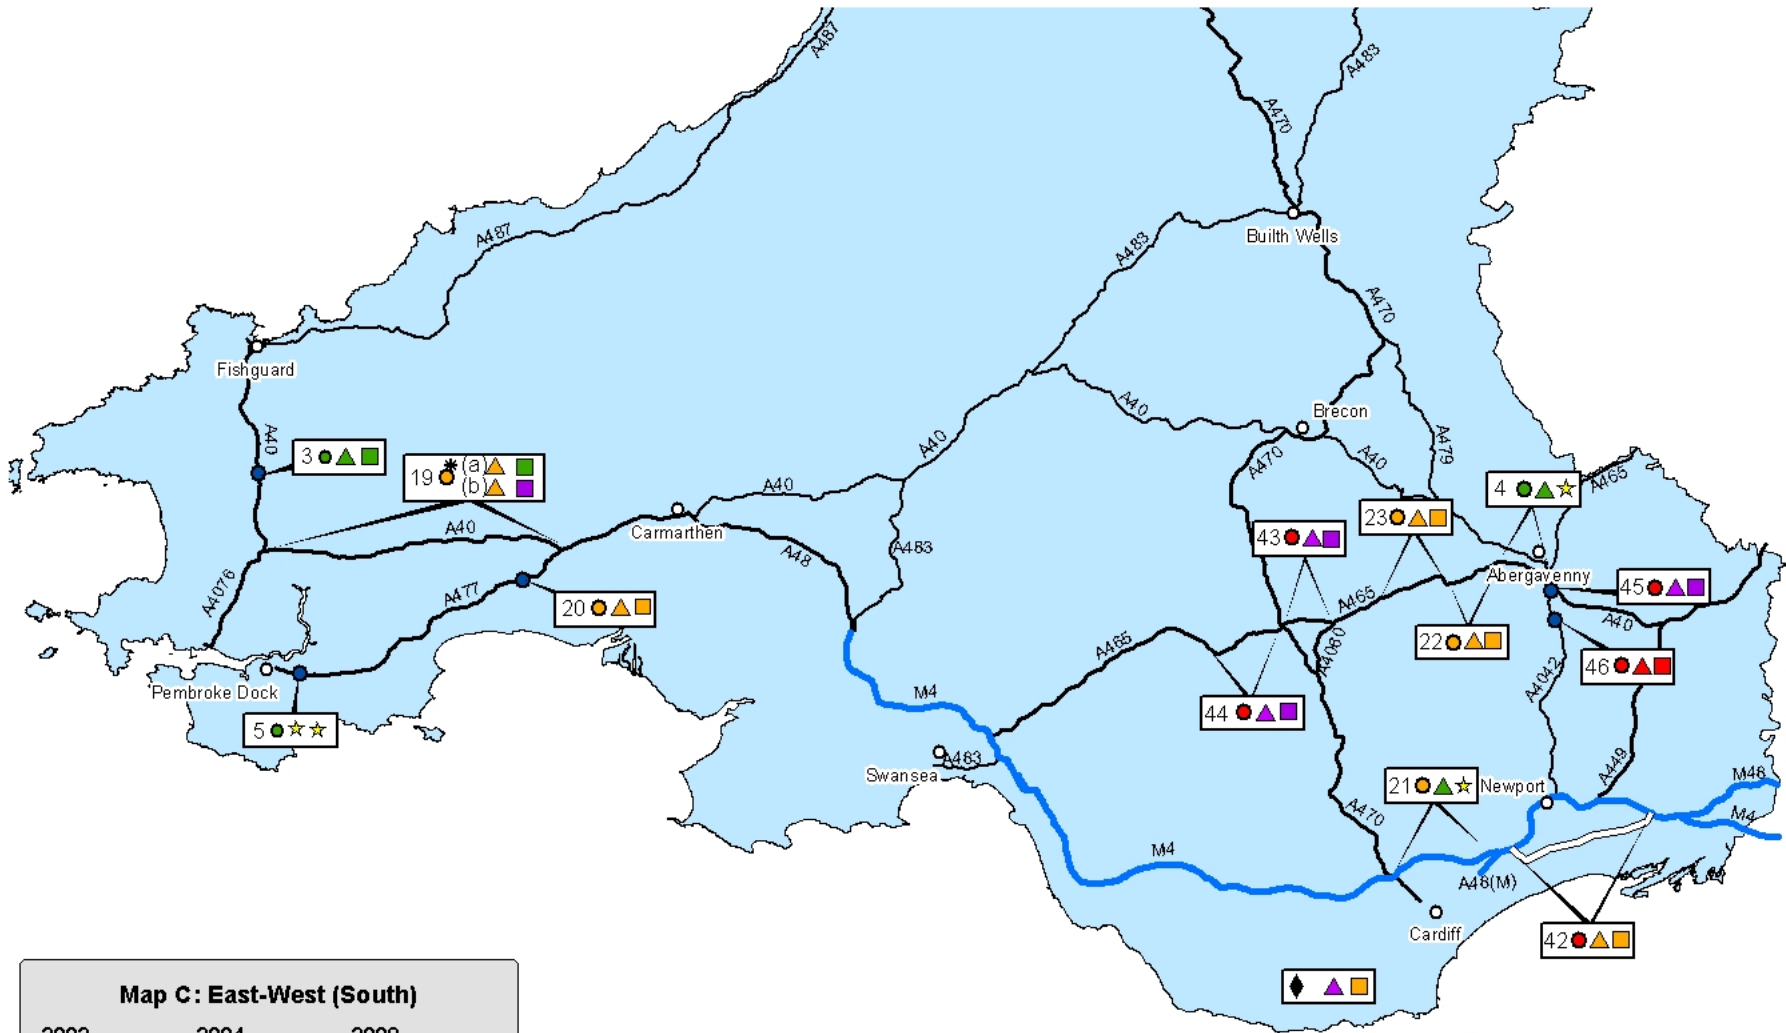 A487
A483
A470
A487
A483
Builth Wells
A470
Fishguard
A40
Brecon
A40
3
19 * (a)
(b)
A40
A40
A470
A40
A479
4
A465
Carmarthen
A40
A48
A483
43
23
Abergavenny
45
A4076
A477
20
A465
A465
A4060
22
A40
46
Pembroke Dock
M4
44
A4042
5
Swansea
A483
21
Newport
A449
M48
M4
A470
M4
A48(M)
Cardiff
42
Map C: East-West (South)